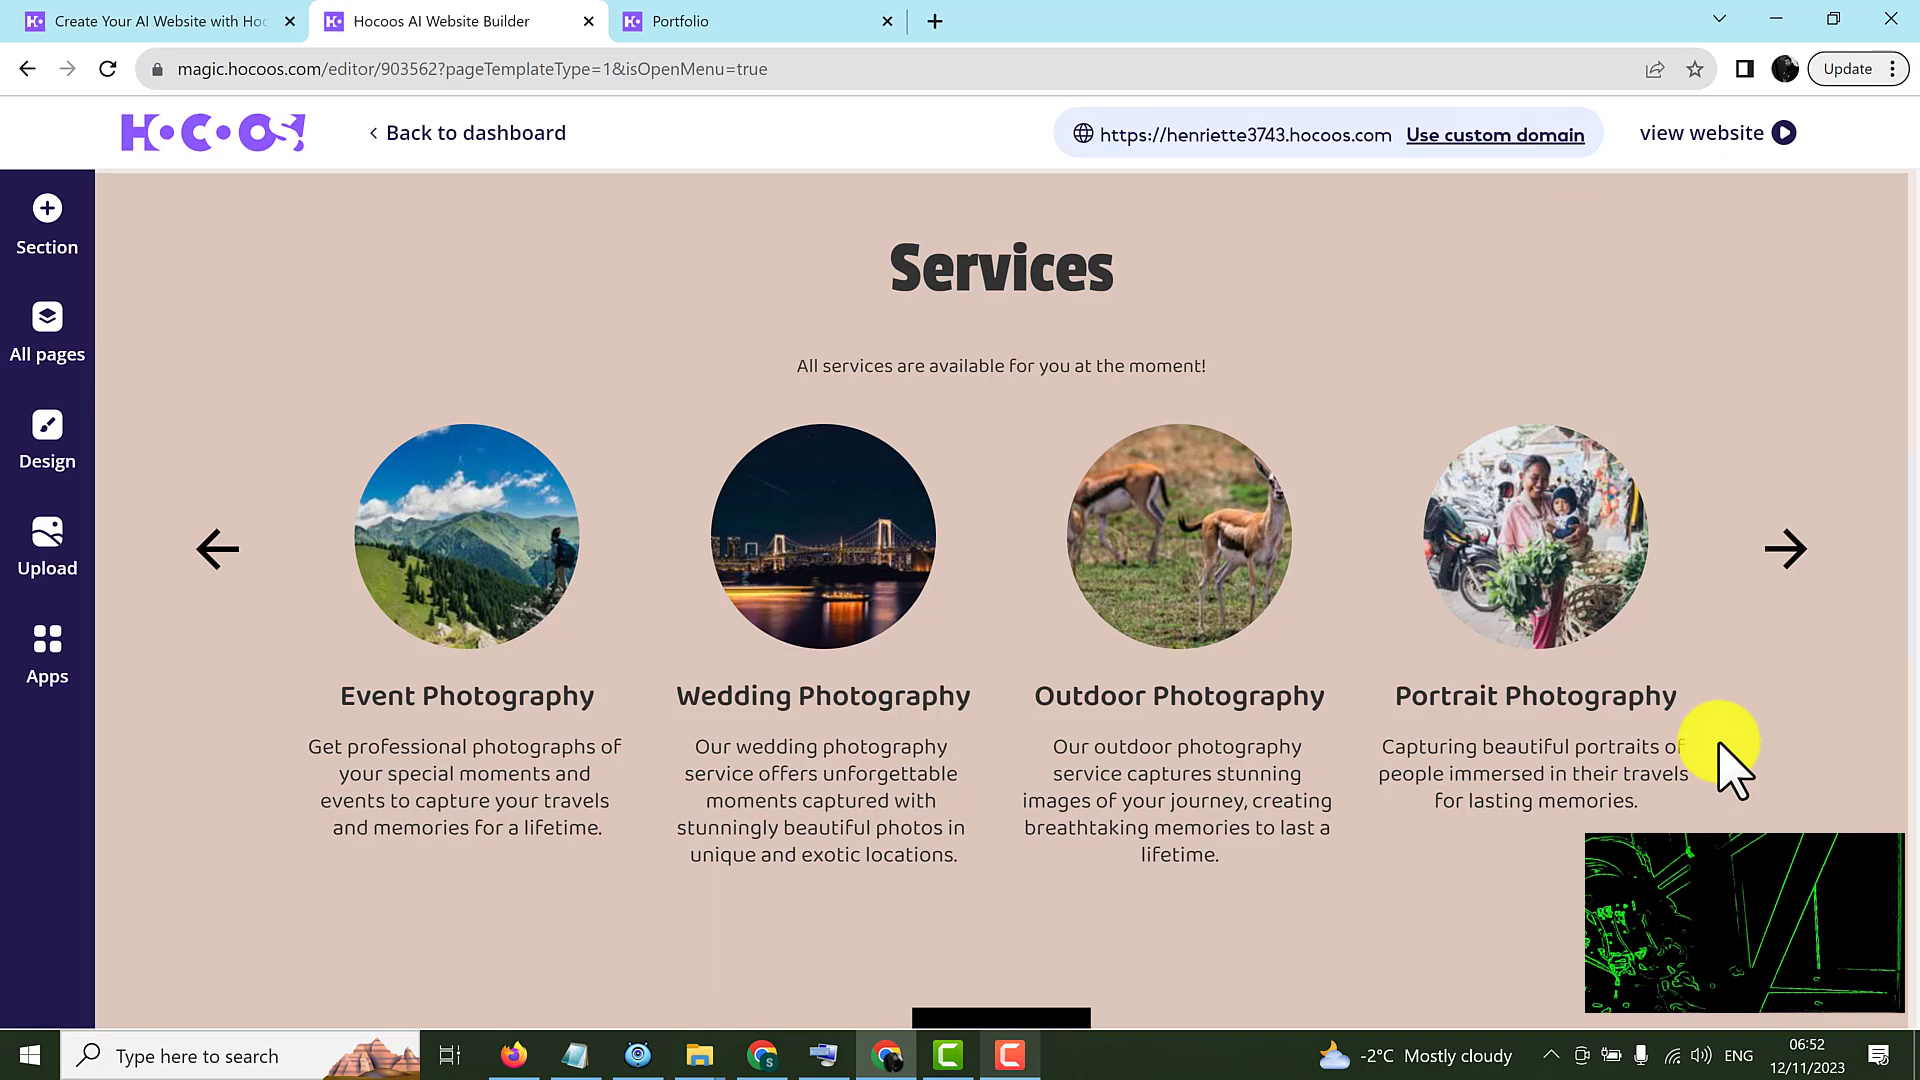 Create Your AI Website with Hoc
Hocoos AI Website Builder
Portfolio
magic.hocoos.com/editor/903562?pageTemplateType=1&isOpenMenu=true
Update
HOCOOS!
Back to dashboard
https://henriette3743.hocoos.com Use custom domain
view website
Section
All pages
Design
Upload
Apps
Services
All services are available for you at the moment!
Event Photography
Get professional photographs of
your special moments and
events to capture your travels
and memories for a lifetime.
Wedding Photography
Our wedding photography
service offers unforgettable
moments captured with
stunningly beautiful photos in
unique and exotic locations.
Outdoor Photography
Our outdoor photography
service captures stunning
images of your journey, creating
breathtaking memories to last a
lifetime.
Portrait Photography
Capturing beautiful portraits of
people immersed in their travels
for lasting memories.
Type here to search
-2°C Mostly cloudy
ENG
06:52
12/11/2023